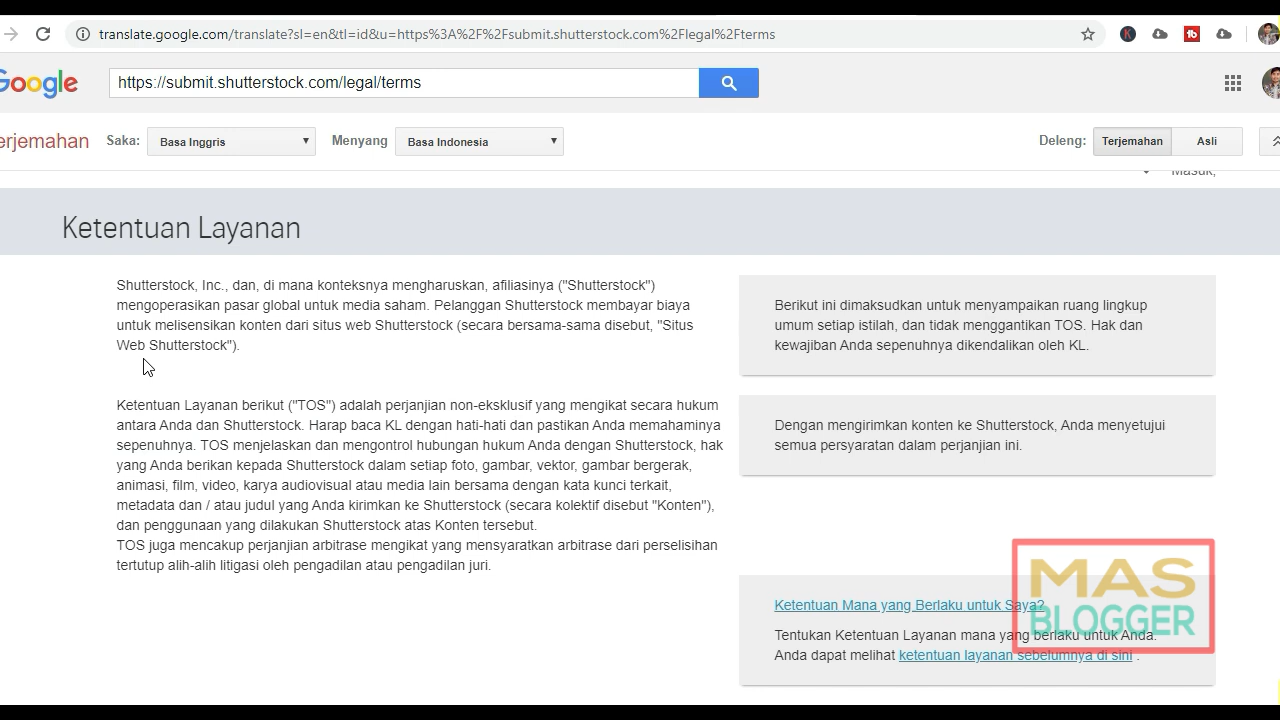 translate.google.com/translate?sl=en&tl=id&u=https%3A%2F%2Fsubmit.shutterstock.com%2Flegal%2Fterms
Google
https://submit.shutterstock.com/legal/terms
erjemahan Saka: Basa Inggris Menyang Basa Indonesia Deleng: Terjemahan Asli
Masuk,
Ketentuan Layanan
Shutterstock, Inc., dan, di mana konteksnya mengharuskan, afiliasinya ("Shutterstock")
mengoperasikan pasar global untuk media saham. Pelanggan Shutterstock membayar biaya
untuk melisensikan konten dari situs web Shutterstock (secara bersama-sama disebut, "Situs
Web Shutterstock").
Berikut ini dimaksudkan untuk menyampaikan ruang lingkup
umum setiap istilah, dan tidak menggantikan TOS. Hak dan
kewajiban Anda sepenuhnya dikendalikan oleh KL.
Ketentuan Layanan berikut ("TOS") adalah perjanjian non-eksklusif yang mengikat secara hukum
antara Anda dan Shutterstock. Harap baca KL dengan hati-hati dan pastikan Anda memahaminya
sepenuhnya. TOS menjelaskan dan mengontrol hubungan hukum Anda dengan Shutterstock, hak
yang Anda berikan kepada Shutterstock dalam setiap foto, gambar, vektor, gambar bergerak,
animasi, film, video, karya audiovisual atau media lain bersama dengan kata kunci terkait,
metadata dan / atau judul yang Anda kirimkan ke Shutterstock (secara kolektif disebut "Konten"),
dan penggunaan yang dilakukan Shutterstock atas Konten tersebut.
TOS juga mencakup perjanjian arbitrase mengikat yang mensyaratkan arbitrase dari perselisihan
tertutup alih-alih litigasi oleh pengadilan atau pengadilan juri.
Dengan mengirimkan konten ke Shutterstock, Anda menyetujui
semua persyaratan dalam perjanjian ini.
Ketentuan Mana yang Berlaku untuk Saya?
Tentukan Ketentuan Layanan mana yang berlaku untuk Anda.
Anda dapat melihat ketentuan layanan sebelumnya di sini .
MAS
BLOGGER